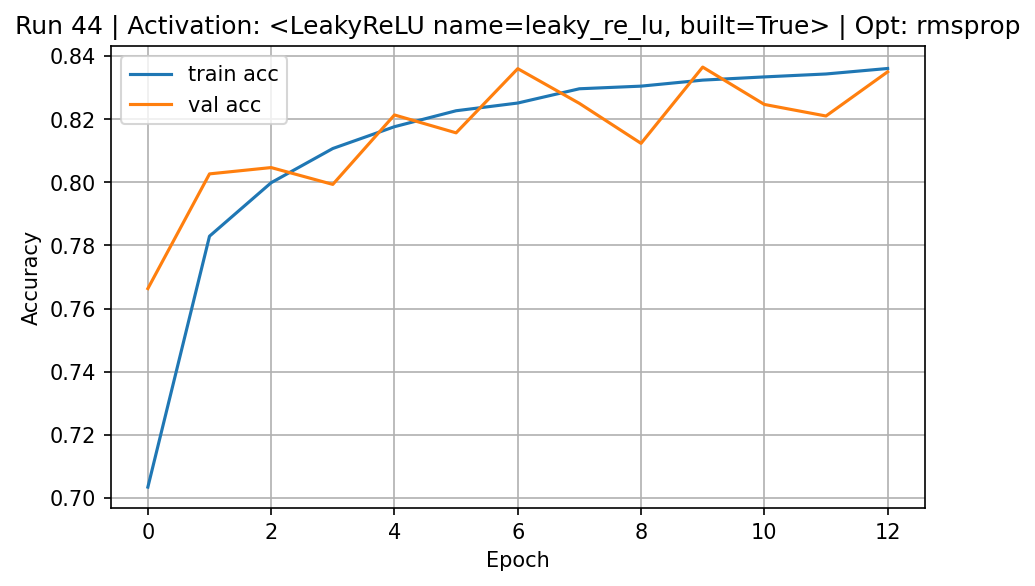 Run 44 | Activation: <LeakyReLU name=leaky_re_lu, built=True> | Opt: rmsprop
train acc
val acc
0.84
0.82
0.80
0.78
0.76
0.74
0.72
0.70
Accuracy
0 2 4 6 8 10 12
Epoch